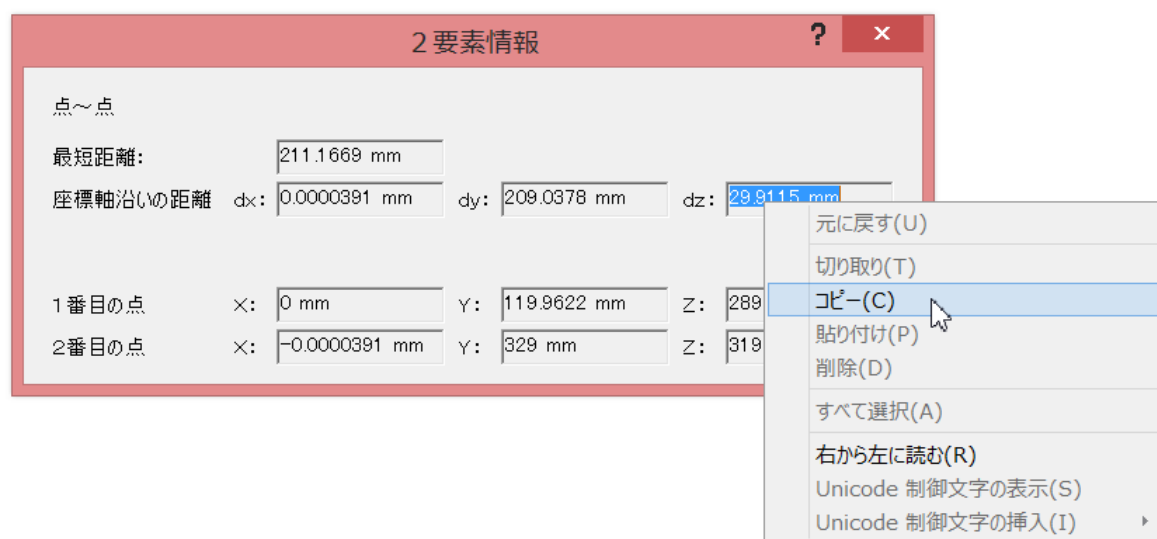 2要素情報 ? ×
点～点
最短距離: 211.1669 mm
座標軸沿いの距離 dx: 0.0000391 mm dy: 209.0378 mm dz: 29.9115 mm
1番目の点 X: 0 mm Y: 119.9622 mm Z: 289
2番目の点 X: -0.0000391 mm Y: 329 mm Z: 319
元に戻す(U)
切り取り(T)
コピー(C)
貼り付け(P)
削除(D)
すべて選択(A)
右から左に読む(R)
Unicode 制御文字の表示(S)
Unicode 制御文字の挿入(I)